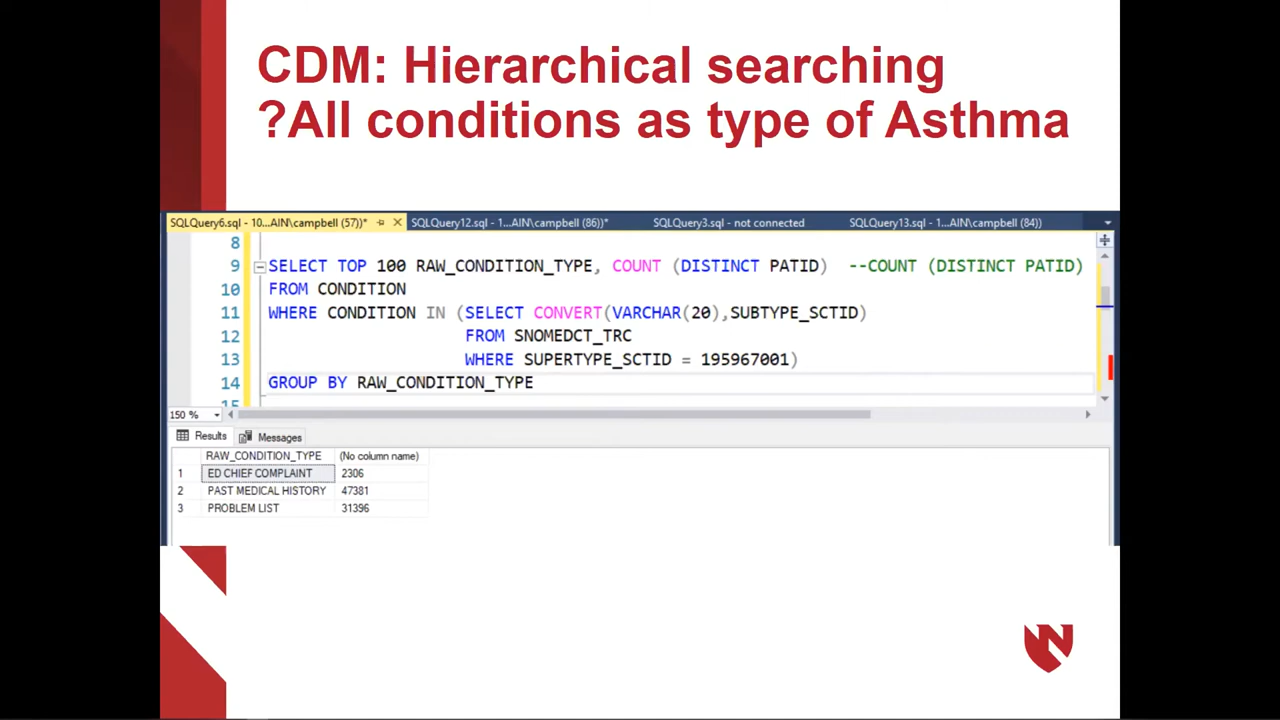 CDM: Hierarchical searching
?All conditions as type of Asthma
SQLQuery6.sql - 10...AIN\campbell (57))* SQLQuery12.sql - 1...AIN\campbell (86))* SQLQuery3.sql - not connected SQLQuery13.sql - 1...AIN\campbell (84))
8
9 SELECT TOP 100 RAW_CONDITION_TYPE, COUNT (DISTINCT PATID) --COUNT (DISTINCT PATID)
10 FROM CONDITION
11 WHERE CONDITION IN (SELECT CONVERT(VARCHAR(20),SUBTYPE_SCTID)
12 FROM SNOMEDCT_TRC
13 WHERE SUPERTYPE_SCTID = 195967001)
14 GROUP BY RAW_CONDITION_TYPE
15
150 %
Results Messages
RAW_CONDITION_TYPE (No column name)
1 ED CHIEF COMPLAINT 2306
2 PAST MEDICAL HISTORY 47381
3 PROBLEM LIST 31396